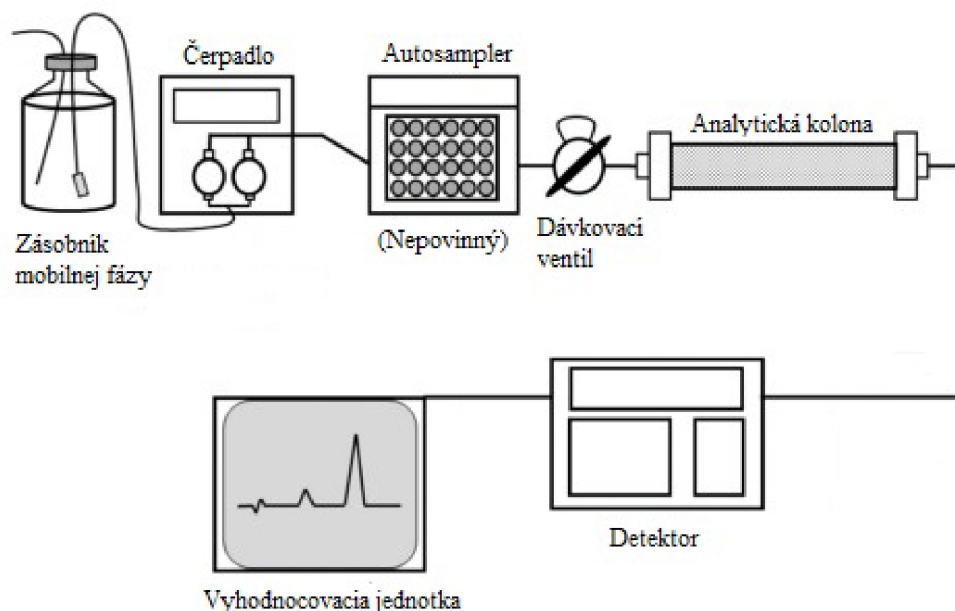 Čerpadlo
Autosampler
Analytická kolona
(Nepovinný)
Dávkovací
ventil
Zásobník
mobilnej fázy
Detektor
Vyhodnocovacia jednotka